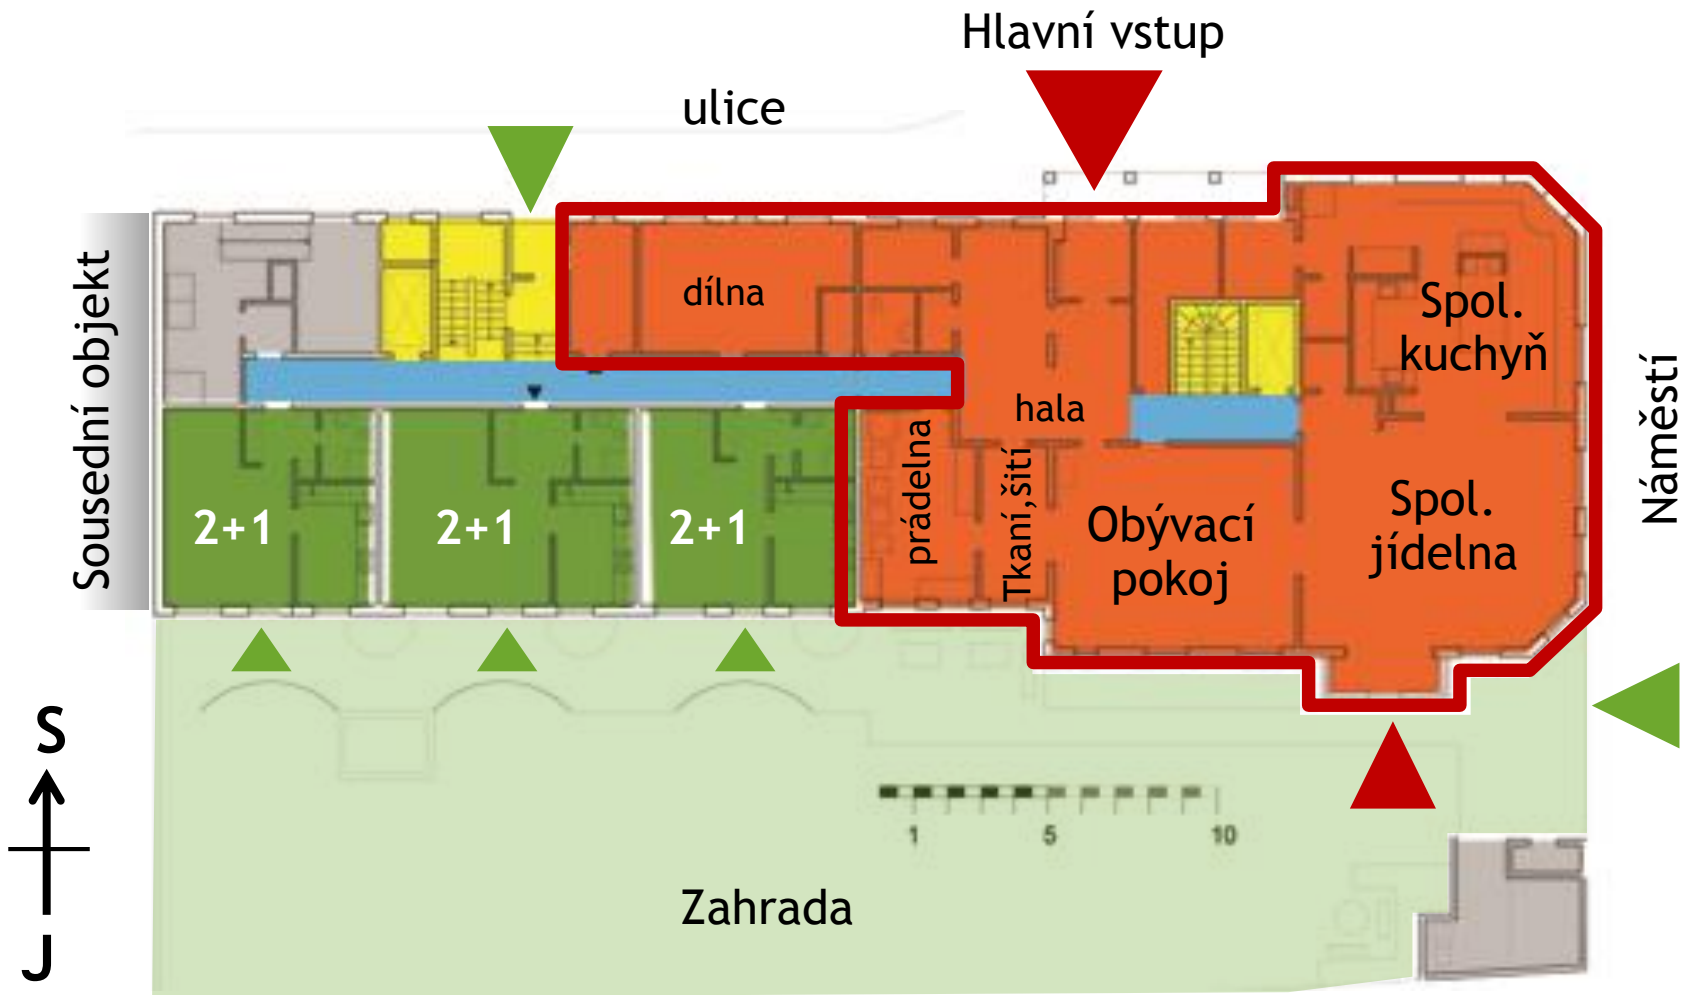 Hlavní vstup
ulice
Sousední objekt
dílna
Spol.
kuchyň
hala
Náměstí
prádelna
Tkaní,šití
2+1
2+1
2+1
Obývací
pokoj
Spol.
jídelna
S
J
1
5
10
Zahrada